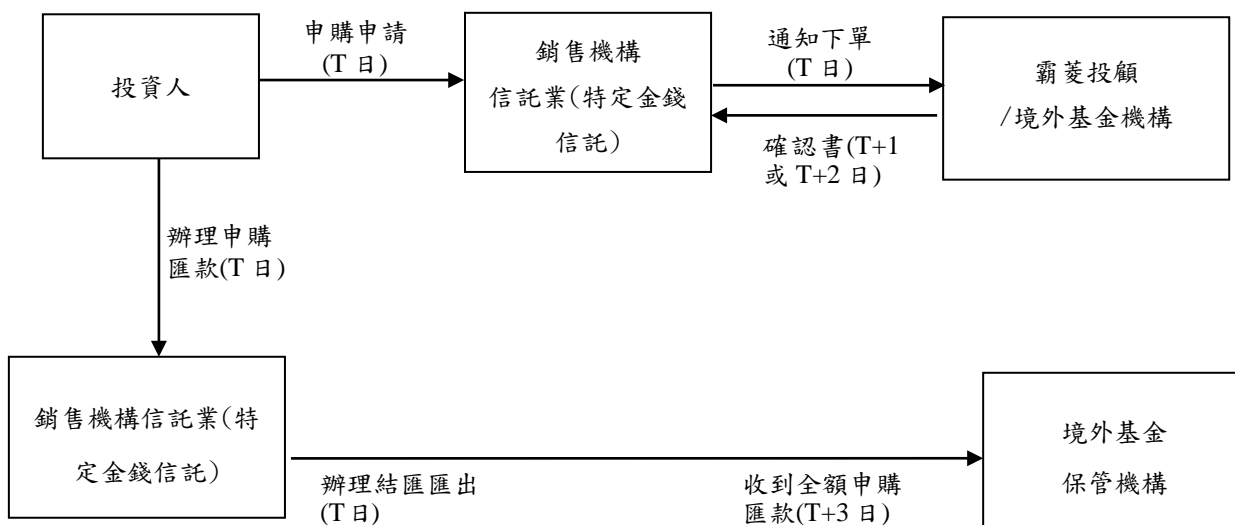 投資人
申購申請
(T 日)
銷售機構
信託業(特定金錢
信託)
通知下單
(T 日)
確認書(T+1
或 T+2 日)
霸菱投顧
/境外基金機構
辦理申購
匯款(T 日)
銷售機構信託業(特
定金錢信託)
辦理結匯匯出
(T日)
收到全額申購
匯款(T+3 日)
境外基金
保管機構